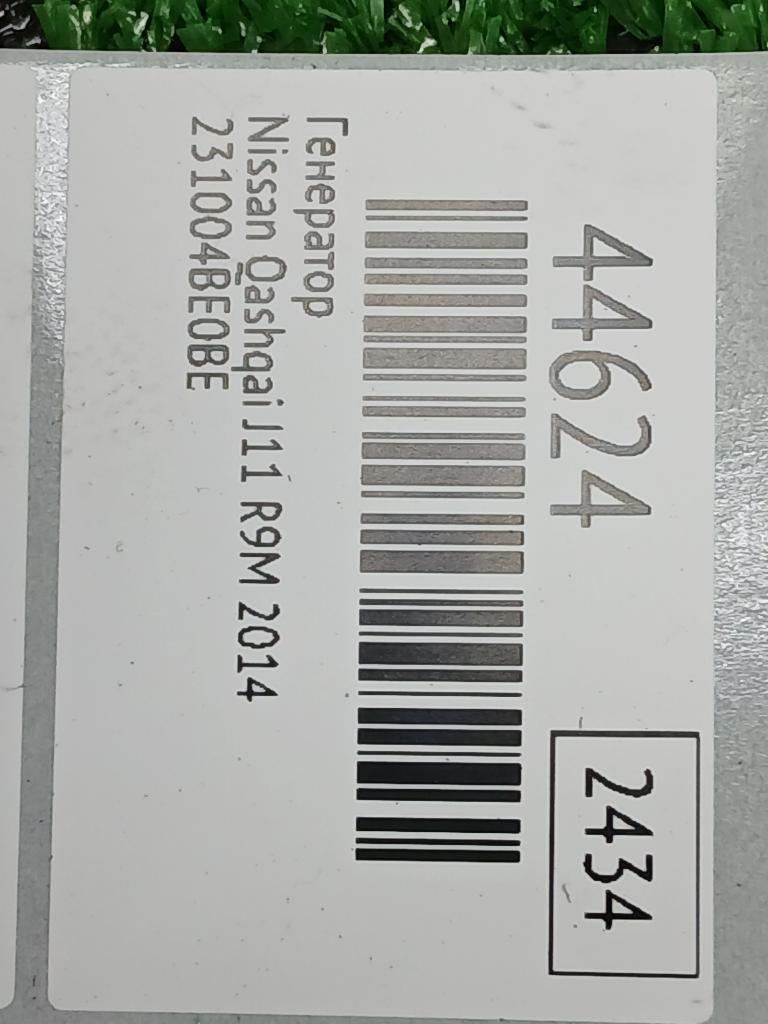 44624
2434
Генератор
Nissan Qashqai J11 R9M 2014
231004BE0BE